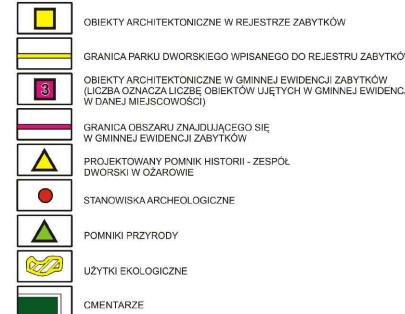 OBIEKTY ARCHITEKTONICZNE W REJESTRZE ZABYTKÓW
GRANICA PARKU DWORSKIEGO WPISANEGO DO REJESTRU ZABYTKÓW
3
OBIEKTY ARCHITEKTONICZNE W GMINNEJ EWIDENCJI ZABYTKÓW
(LICZBA OZNACZA LICZBĘ OBIEKTÓW UJĘTYCH W GMINNEJ EWIDENC
W DANEJ MIEJSCOWOŚCI)
GRANICA OBSZARU ZNAJDUJĄCEGO SIĘ
W GMINNEJ EWIDENCJI ZABYTKÓW
PROJEKTOWANY POMNIK HISTORII - ZESPÓŁ
DWORSKI W OŻAROWIE
STANOWISKA ARCHEOLOGICZNE
POMNIKI PRZYRODY
UŻYTKI EKOLOGICZNE
CMENTARZE